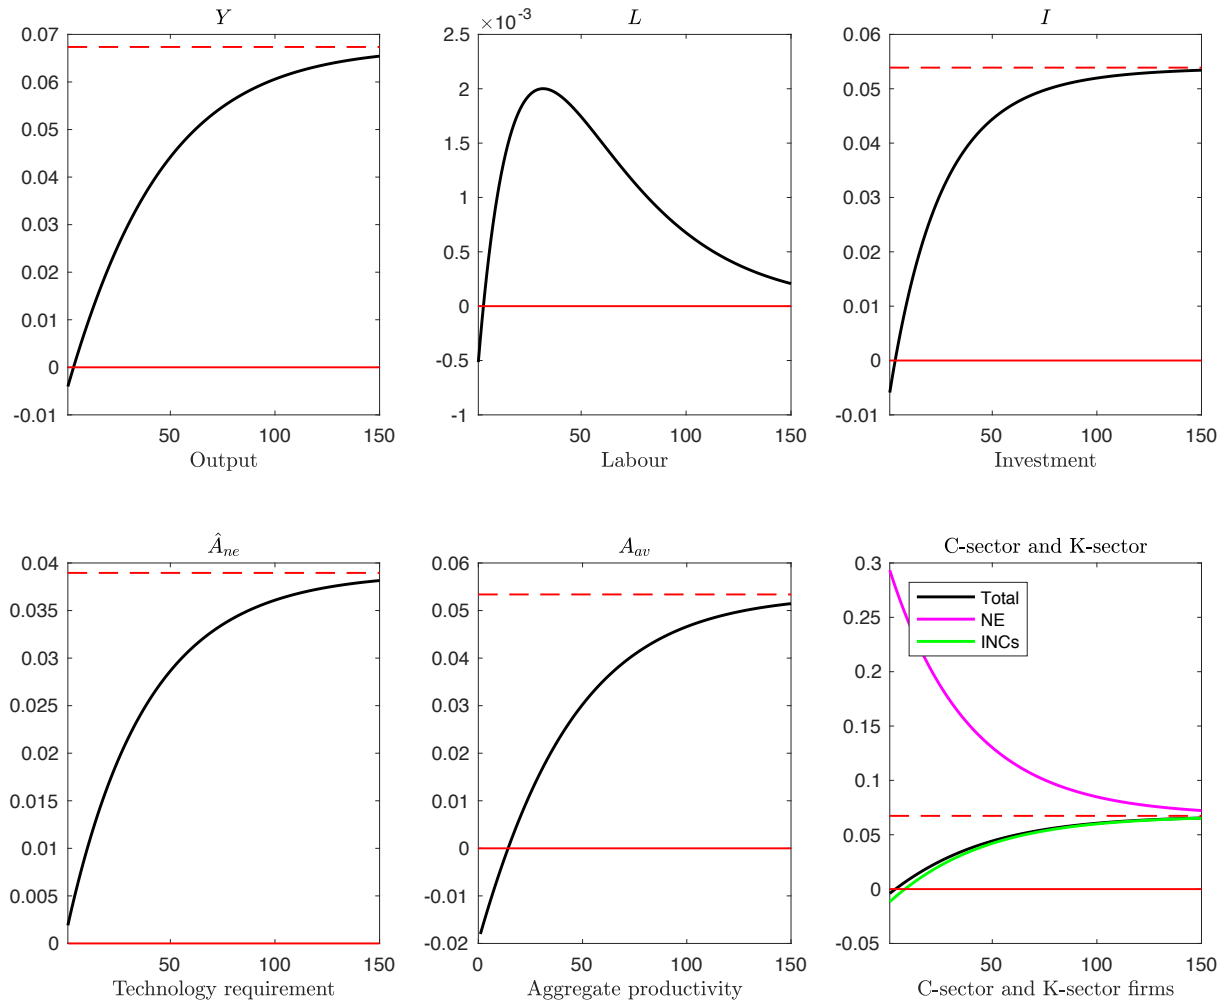 Y
0.07
0.06
0.05
0.04
0.03
0.02
0.01
0
-0.01
50 100 150
Output
L
×10^-3
2.5
2
1.5
1
0.5
0
-0.5
-1
50 100 150
Labour
I
0.06
0.05
0.04
0.03
0.02
0.01
0
-0.01
50 100 150
Investment
Â_ne
0.04
0.035
0.03
0.025
0.02
0.015
0.010
0.005
0
50 100 150
Technology requirement
A_av
0.06
0.05
0.04
0.03
0.02
0.01
0
-0.01
-0.02
0 50 100 150
Aggregate productivity
C-sector and K-sector
0.3
0.25
0.2
0.15
0.1
0.05
0
-0.05
Total
NE
INCs
50 100 150
C-sector and K-sector firms